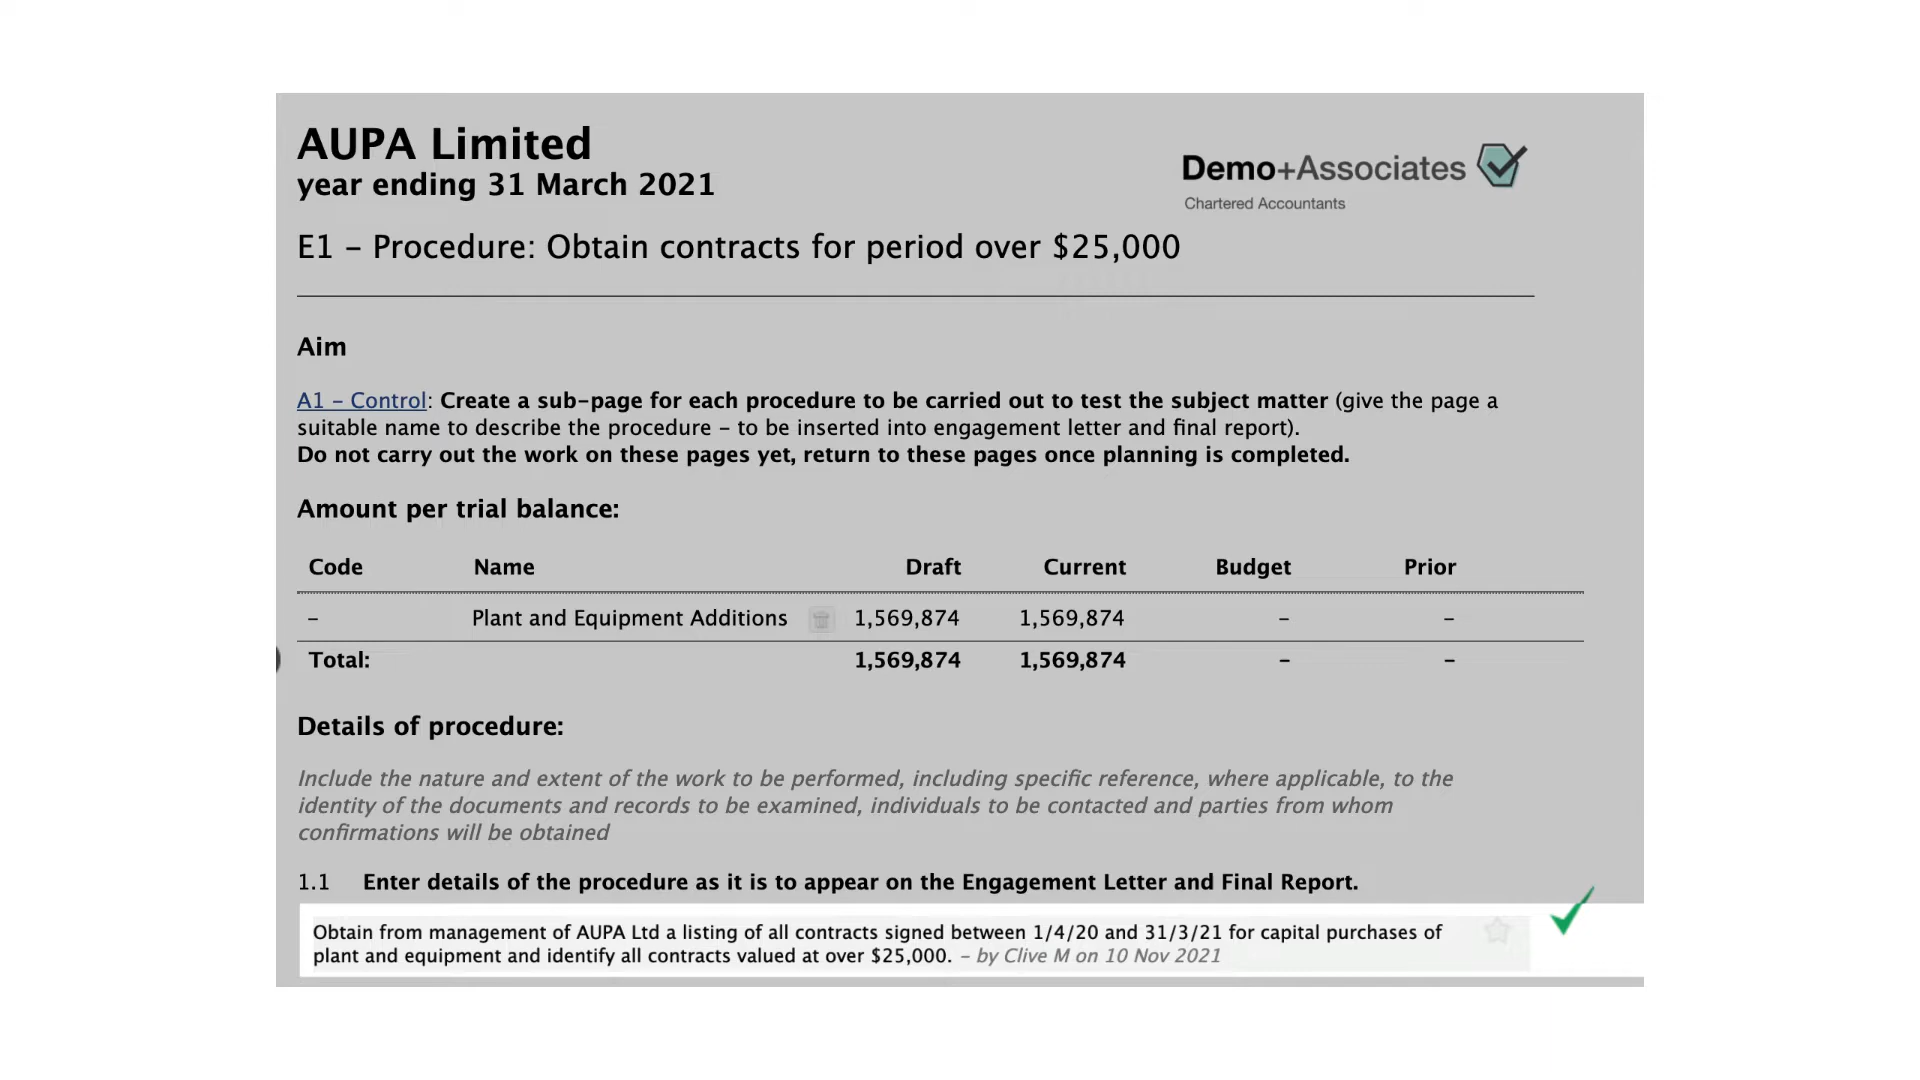 AUPA Limited
year ending 31 March 2021
Demo+Associates
Chartered Accountants
E1 – Procedure: Obtain contracts for period over $25,000
Aim
A1 – Control: Create a sub-page for each procedure to be carried out to test the subject matter (give the page a
suitable name to describe the procedure – to be inserted into engagement letter and final report).
Do not carry out the work on these pages yet, return to these pages once planning is completed.
Amount per trial balance:
Code Name Draft Current Budget Prior
– Plant and Equipment Additions 1,569,874 1,569,874 – –
Total: 1,569,874 1,569,874 – –
Details of procedure:
Include the nature and extent of the work to be performed, including specific reference, where applicable, to the
identity of the documents and records to be examined, individuals to be contacted and parties from whom
confirmations will be obtained
1.1 Enter details of the procedure as it is to appear on the Engagement Letter and Final Report.
Obtain from management of AUPA Ltd a listing of all contracts signed between 1/4/20 and 31/3/21 for capital purchases of
plant and equipment and identify all contracts valued at over $25,000. – by Clive M on 10 Nov 2021